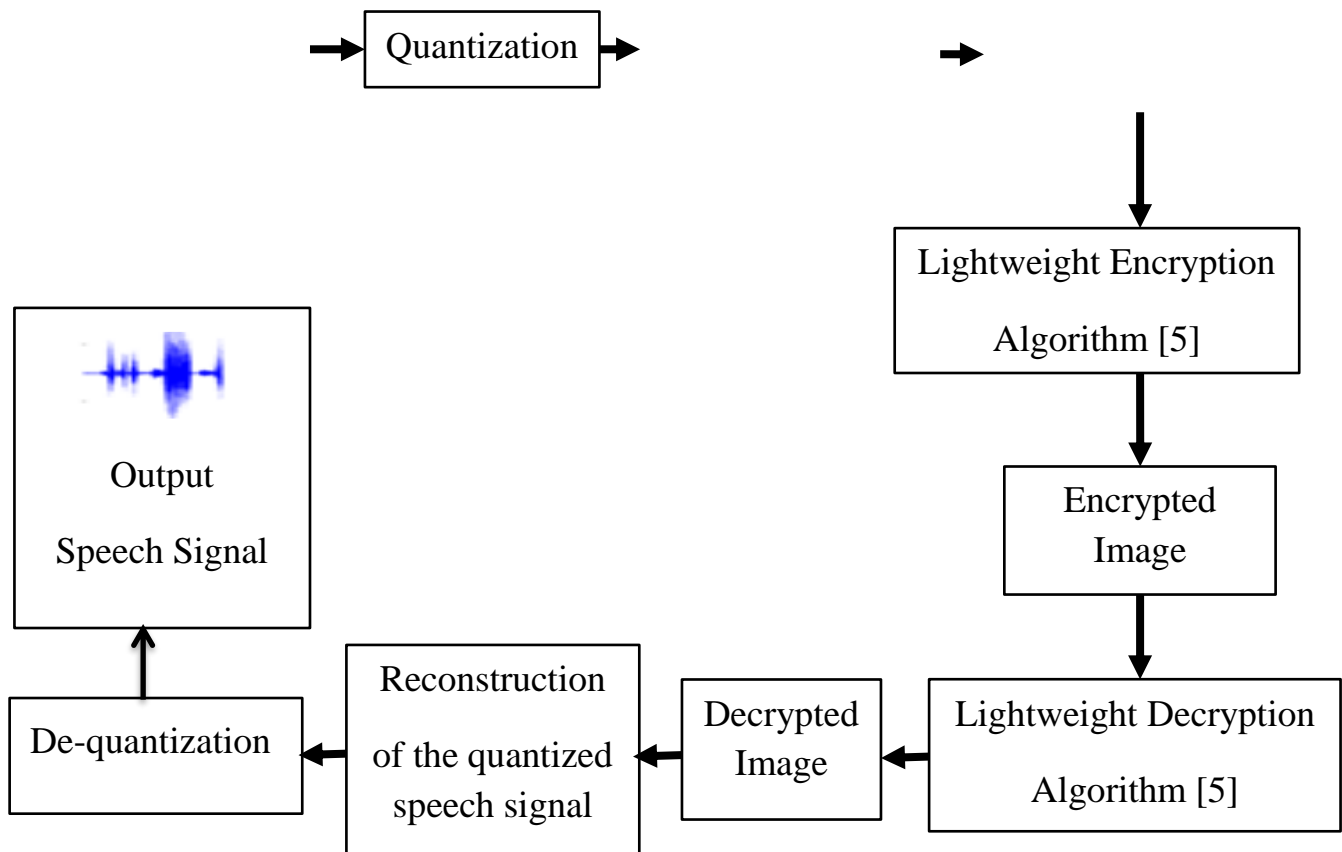 Quantization
Lightweight Encryption
Algorithm [5]
Output
Speech Signal
Encrypted
Image
Reconstruction
of the quantized
speech signal
De-quantization
Decrypted
Image
Lightweight Decryption
Algorithm [5]